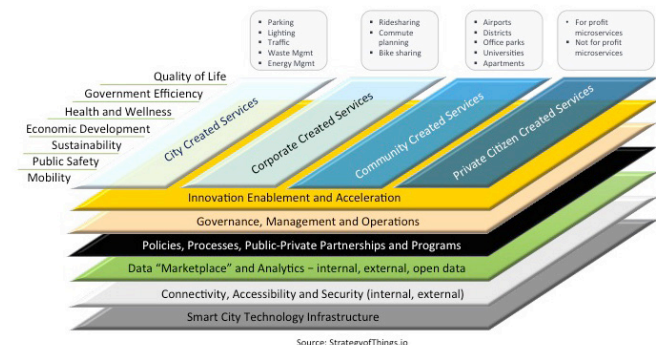 Parking
Lighting
Traffic
Waste Mgmt
Energy Mgmt
Ridesharing
Commute
planning
Bike sharing
Airports
Districts
Office parks
Universities
Apartments
For profit
microservices
Not for profit
microservices
Quality of Life
Government Efficiency
Health and Wellness
Economic Development
Sustainability
Public Safety
Mobility
City Created Services
Corporate Created Services
Community Created Services
Private Citizen Created Services
Innovation Enablement and Acceleration
Governance, Management and Operations
Policies, Processes, Public-Private Partnerships and Programs
Data “Marketplace” and Analytics – internal, external, open data
Connectivity, Accessibility and Security (internal, external)
Smart City Technology Infrastructure
Source: StrategyofThings.io